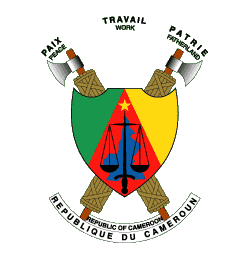 TRAVAIL
WORK
PAIX
PEACE
PATRIE
FATHERLAND
REPUBLIC OF CAMEROON
REPUBLIQUE DU CAMEROUN